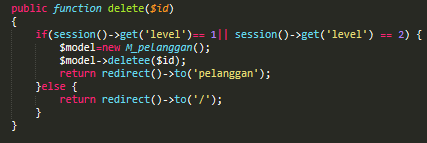 public function delete($id)
{
if(session()->get('level')== 1|| session()->get('level') == 2) {
$model=new M_pelanggan();
$model->deletee($id);
return redirect()->to('pelanggan');
}else {
return redirect()->to('/');
}
}